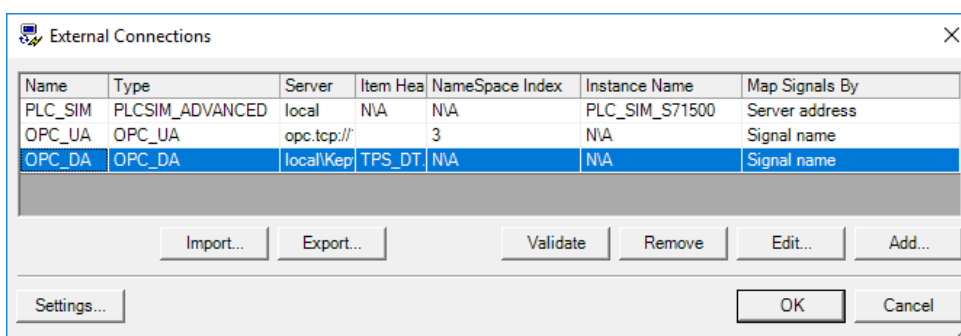 External Connections
Name Type Server Item Hea NameSpace Index Instance Name Map Signals By
PLC_SIM PLCSIM_ADVANCED local N\A N\A PLC_SIM_S71500 Server address
OPC_UA OPC_UA opc.tcp:// 3 N\A Signal name
OPC_DA OPC_DA local\Kep TPS_DT. N\A N\A Signal name
Import... Export... Validate Remove Edit... Add...
Settings... OK Cancel